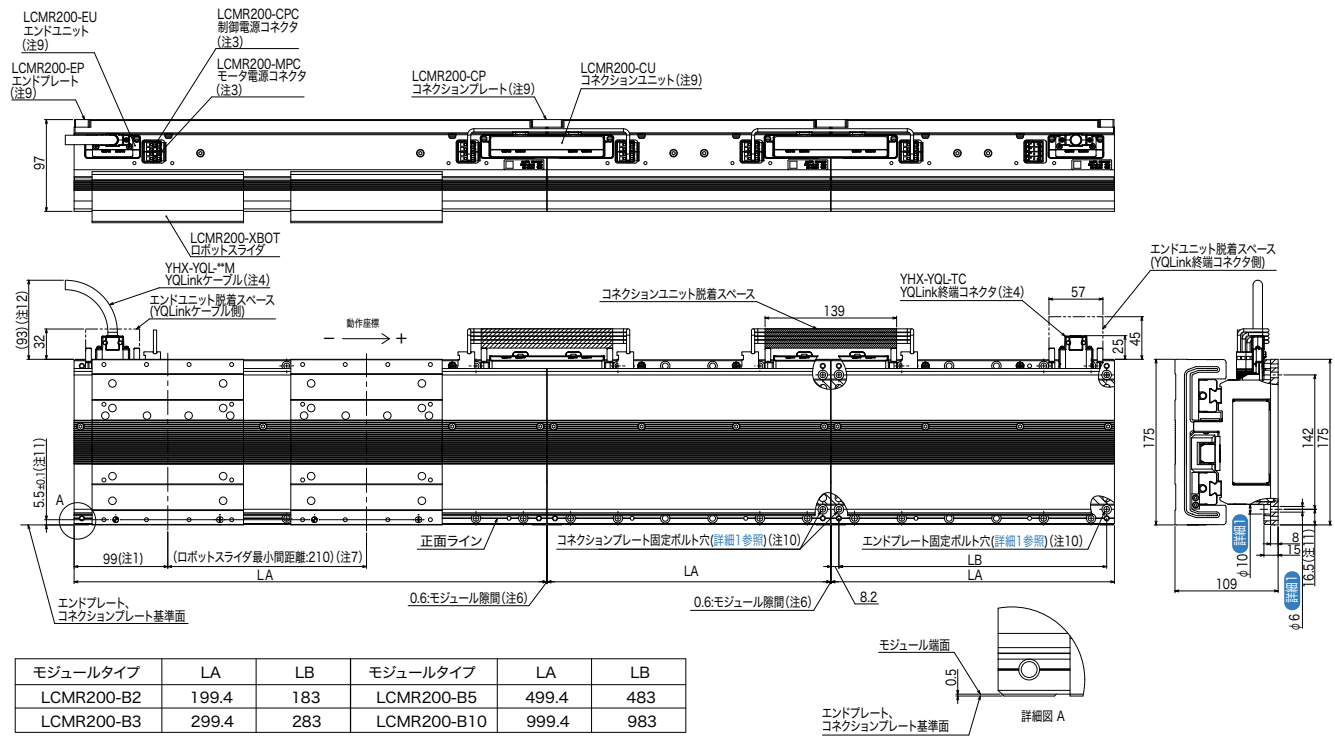 LCMR200-EU
エンドユニット
(注9)
LCMR200-CPC
制御電源コネクタ
(注3)
LCMR200-EP
エンドプレート
(注9)
LCMR200-MPC
モータ電源コネクタ
(注3)
LCMR200-CP
コネクションプレート(注9)
LCMR200-CU
コネクションユニット(注9)
97
LCMR200-XBOT
ロボットスライダ
YHX-YQL-**M
YQLinkケーブル(注4)
エンドユニット脱着スペース
(YQLinkケーブル側)
(93)(注12)
32
動作座標
− +
コネクションユニット脱着スペース
139
YHX-YQL-TC
YQLink終端コネクタ(注4)
エンドユニット脱着スペース
(YQLink終端コネクタ側)
57
25
45
5.5±0.1(注11)
A
99(注1)
(ロボットスライダ最小間距離:210)(注7)
正面ライン
コネクションプレート固定ボルト穴(詳細1参照)(注10)
エンドプレート固定ボルト穴(詳細1参照)(注10)
LA
LA
LB
LA
0.6:モジュール隙間(注6)
0.6:モジュール隙間(注6)
8.2
エンドプレート、
コネクションプレート基準面
175
142
175
109
φ10 詳細1
8
15
16.5(注11)
φ6 詳細1
モジュールタイプ LA LB モジュールタイプ LA LB
LCMR200-B2 199.4 183 LCMR200-B5 499.4 483
LCMR200-B3 299.4 283 LCMR200-B10 999.4 983
モジュール端面
0.5
エンドプレート、
コネクションプレート基準面
詳細図 A